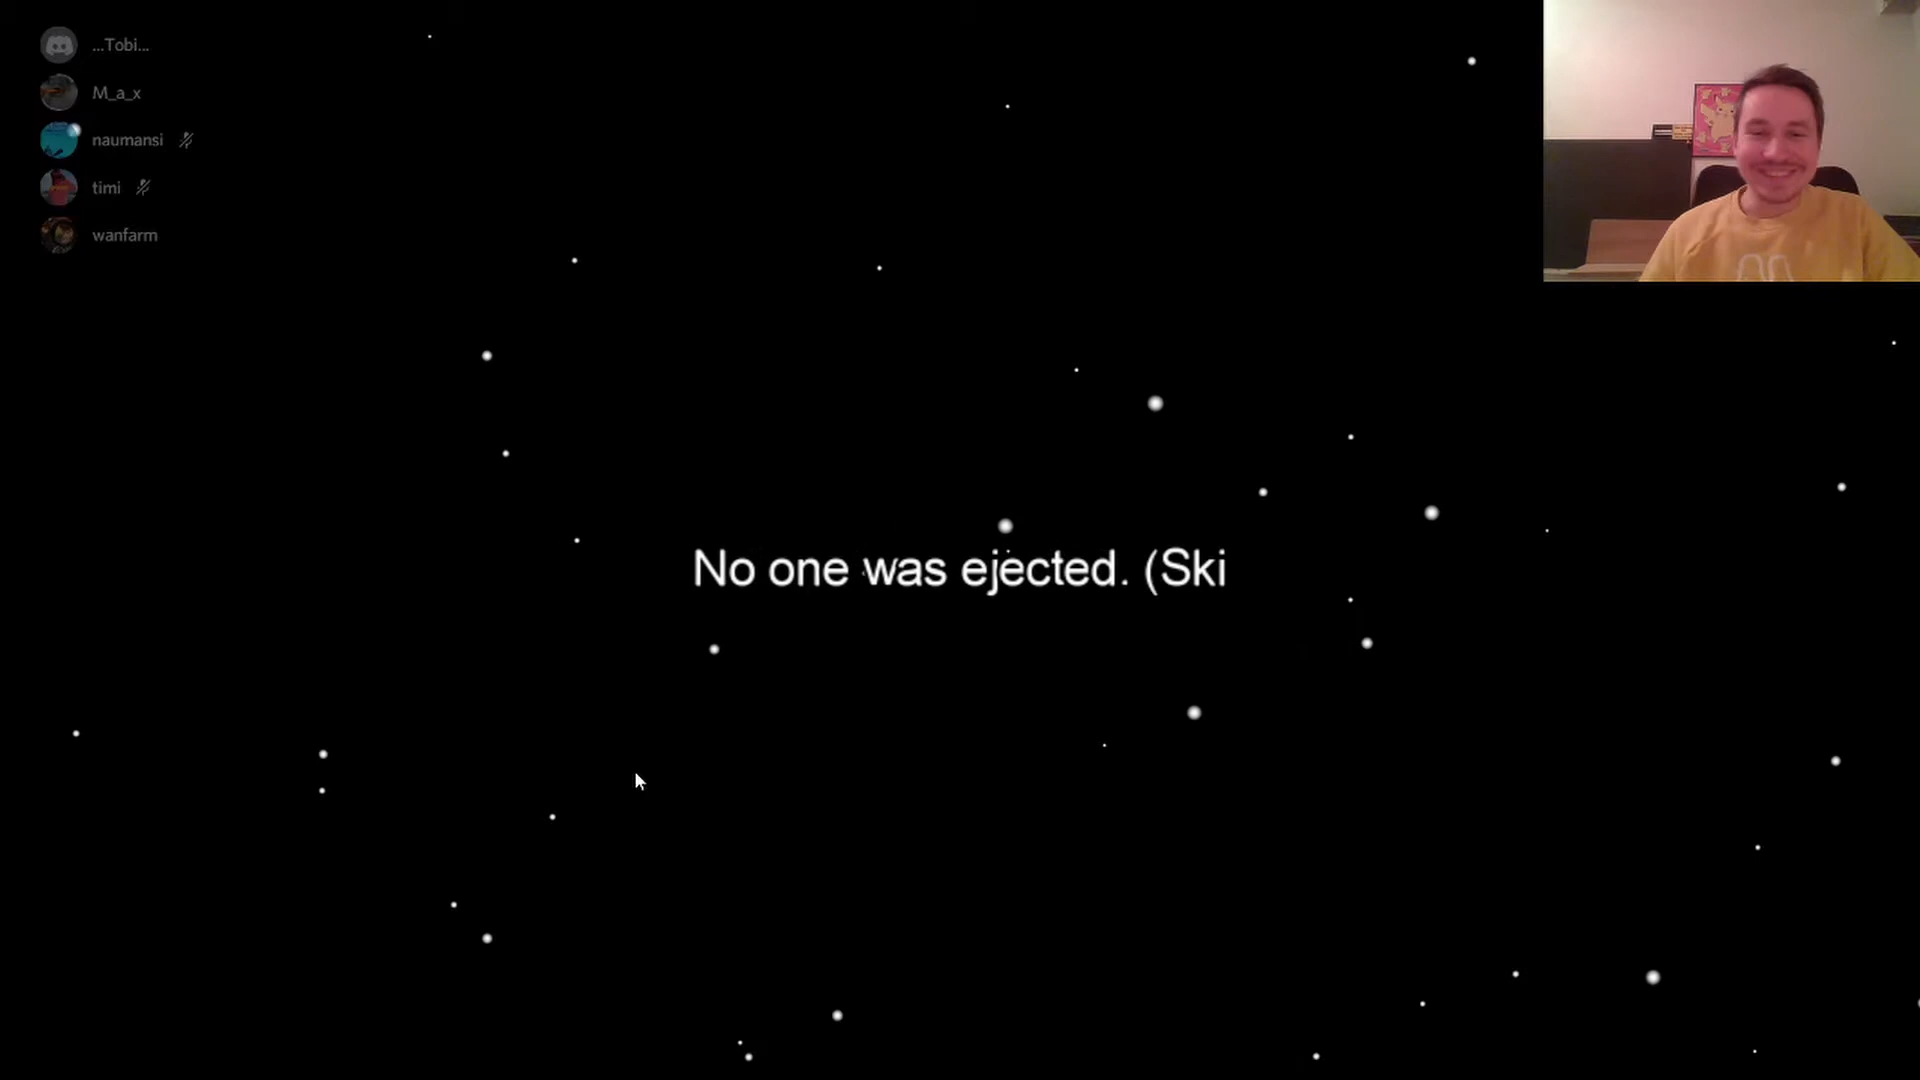 ...Tobi...
M_a_x
naumansi
timi
wanfarm
No one was ejected. (Ski